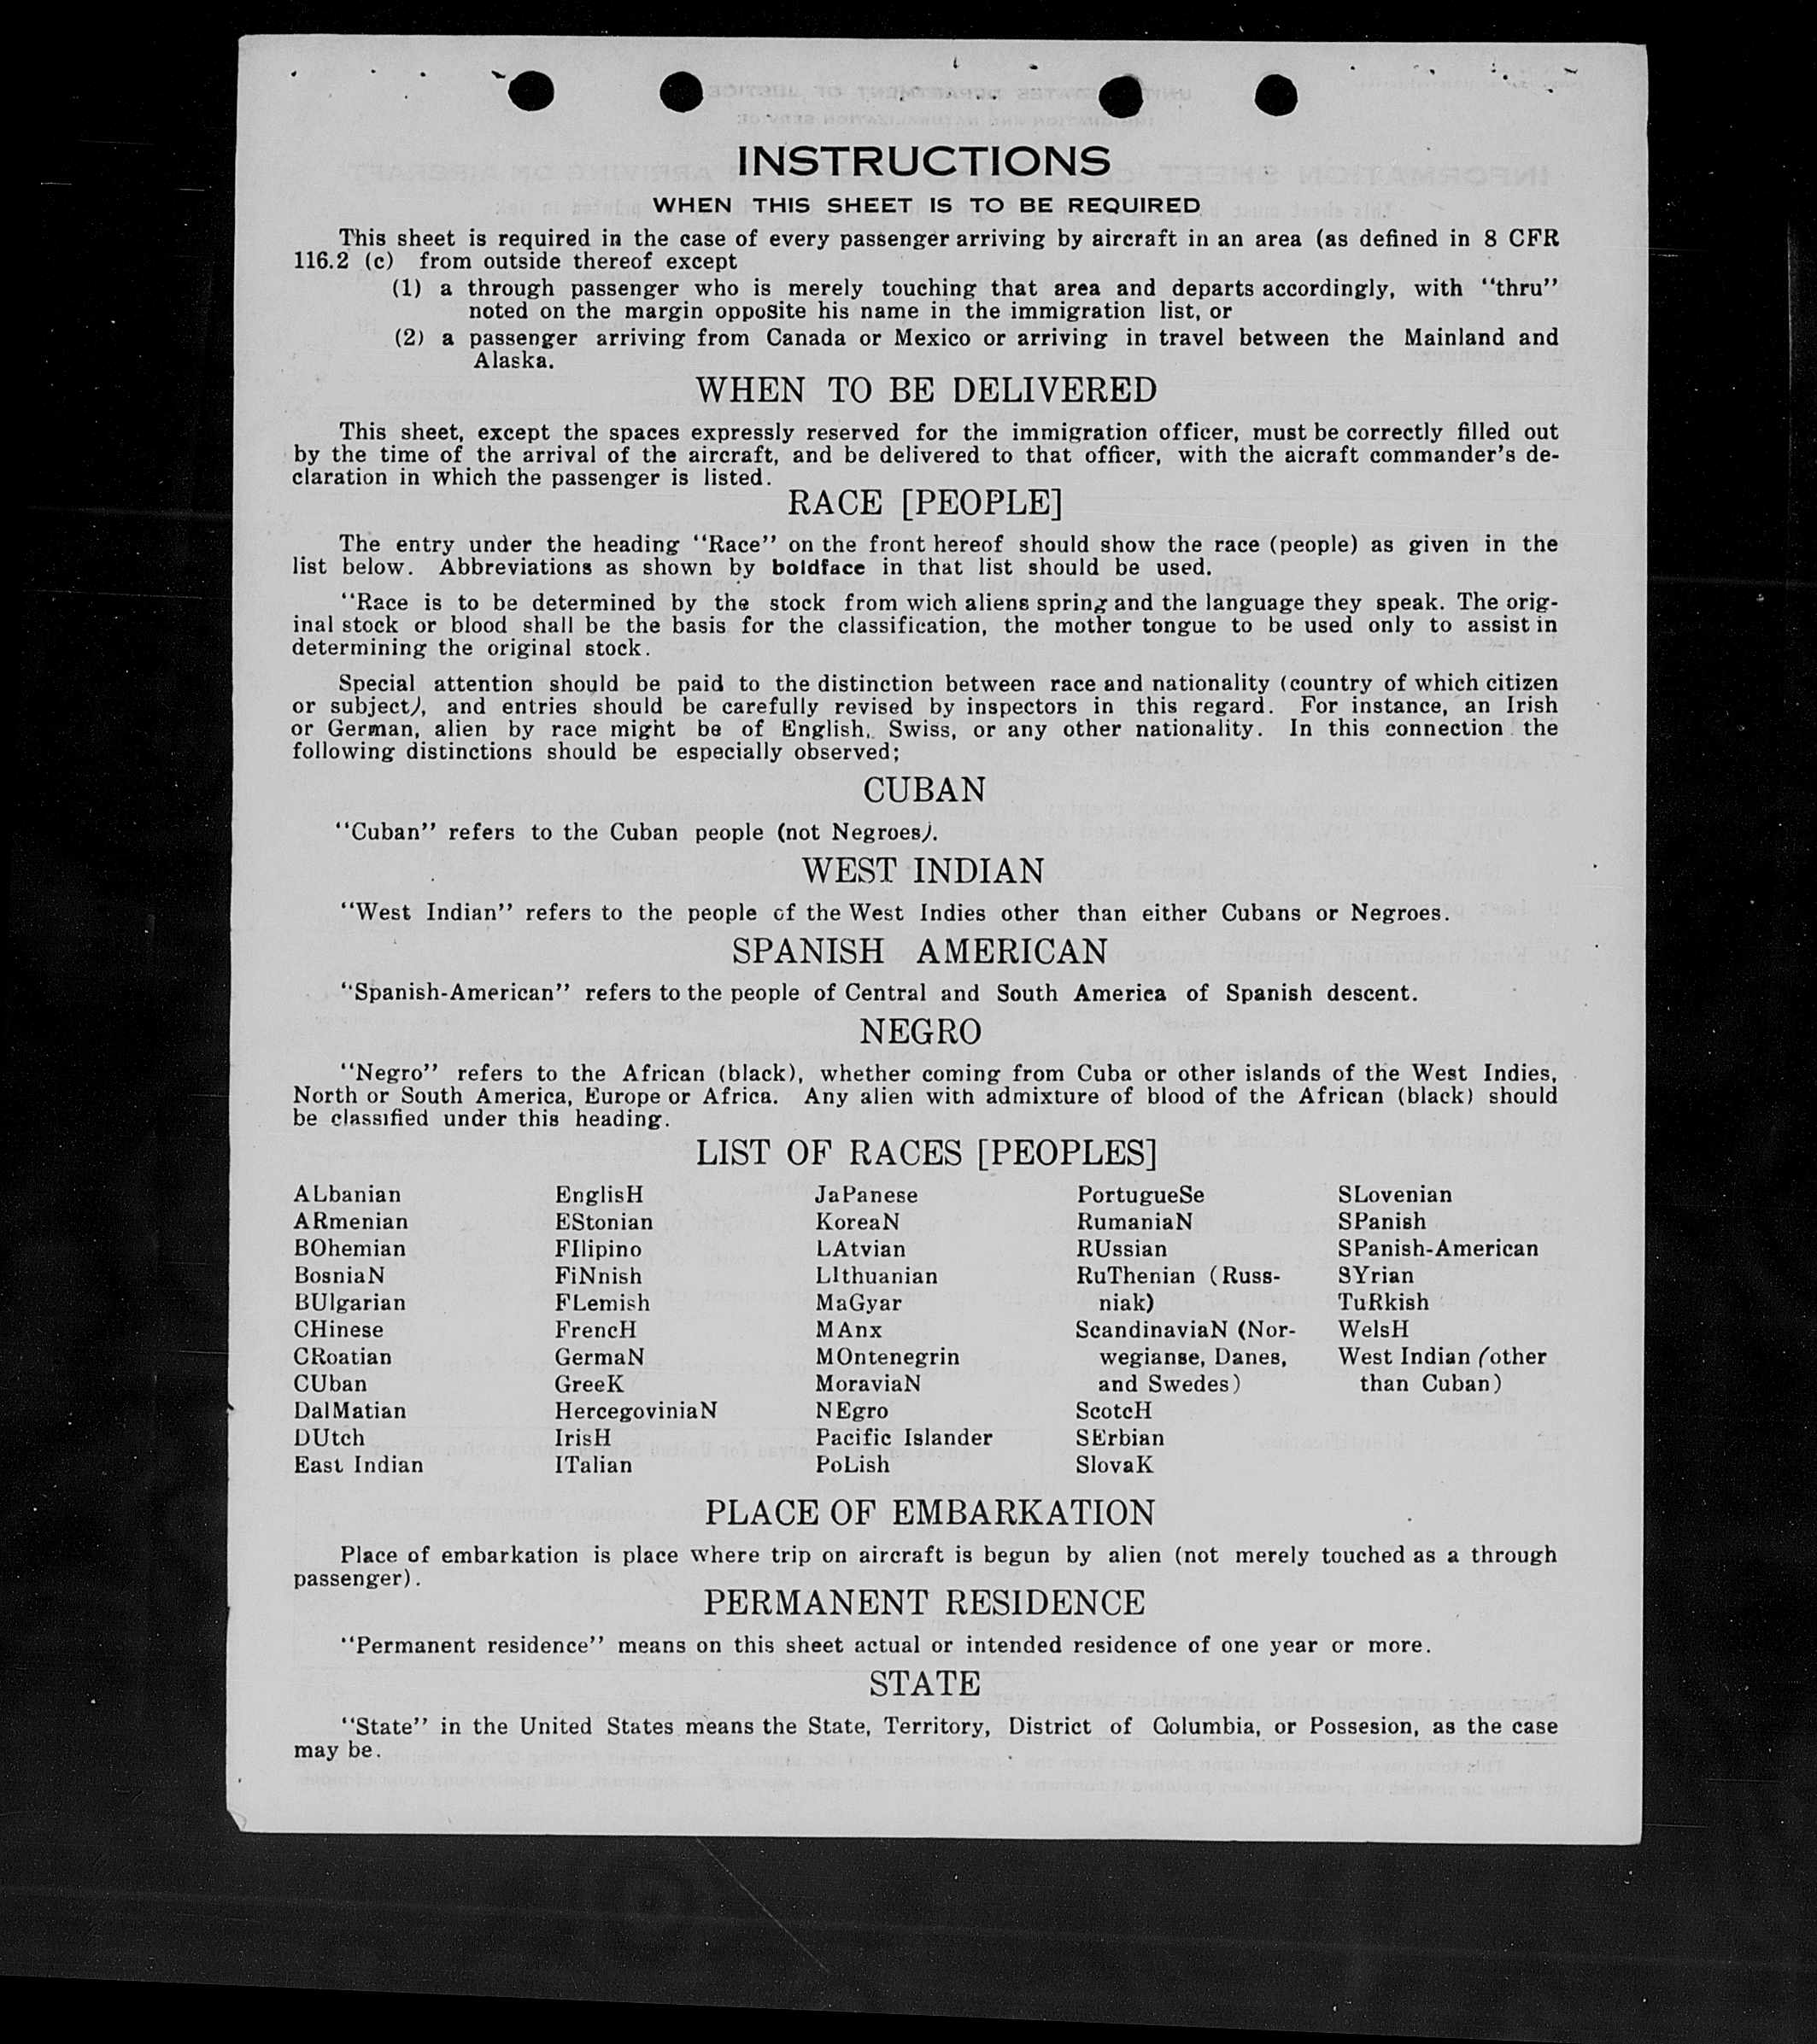 INSTRUCTIONS
WHEN THIS SHEET IS TO BE REQUIRED
This sheet is required in the case of every passenger arriving by aircraft in an area (as defined in 8 CFR
116.2 (c) from outside thereof except
(1) a through passenger who is merely touching that area and departs accordingly, with "thru"
noted on the margin opposite his name in the immigration list, or
(2) a passenger arriving from Canada or Mexico or arriving in travel between the Mainland and
Alaska.
WHEN TO BE DELIVERED
This sheet, except the spaces expressly reserved for the immigration officer, must be correctly filled out
by the time of the arrival of the aircraft, and be delivered to that officer, with the aicraft commander's de-
claration in which the passenger is listed.
RACE [PEOPLE]
The entry under the heading "Race" on the front hereof should show the race (people) as given in the
list below. Abbreviations as shown by boldface in that list should be used.
"Race is to be determined by the stock from wich aliens spring and the language they speak. The orig-
inal stock or blood shall be the basis for the classification, the mother tongue to be used only to assist in
determining the original stock.
Special attention should be paid to the distinction between race and nationality (country of which citizen
or subject), and entries should be carefully revised by inspectors in this regard. For instance, an Irish
or German, alien by race might be of English, Swiss, or any other nationality. In this connection the
following distinctions should be especially observed;
CUBAN
"Cuban" refers to the Cuban people (not Negroes).
WEST INDIAN
"West Indian" refers to the people of the West Indies other than either Cubans or Negroes.
SPANISH AMERICAN
"Spanish-American" refers to the people of Central and South America of Spanish descent.
NEGRO
"Negro" refers to the African (black), whether coming from Cuba or other islands of the West Indies,
North or South America, Europe or Africa. Any alien with admixture of blood of the African (black) should
be classified under this heading.
LIST OF RACES [PEOPLES]
ALbanian
ARmenian
BOhemian
BosniaN
BUlgarian
CHinese
CRoatian
CUban
DalMatian
DUtch
East Indian
EnglisH
EStonian
FIlipino
FiNnish
FLemish
FrencH
GermaN
GreeK
HercegoviniaN
IrisH
ITalian
JaPanese
KoreaN
LAtvian
LIthuanian
MaGyar
MAnx
MOntenegrin
MoraviaN
NEgro
Pacific Islander
PoLish
PortugueSe
RumaniaN
RUssian
RuThenian (Russ-
niak)
ScandinaviaN (Nor-
wegianse, Danes,
and Swedes)
ScotcH
SErbian
SlovaK
SLovenian
SPanish
SPanish-American
SYrian
TuRkish
WelsH
West Indian (other
than Cuban)
PLACE OF EMBARKATION
Place of embarkation is place where trip on aircraft is begun by alien (not merely touched as a through
passenger).
PERMANENT RESIDENCE
"Permanent residence" means on this sheet actual or intended residence of one year or more.
STATE
"State" in the United States means the State, Territory, District of Golumbia, or Possesion, as the case
may be.